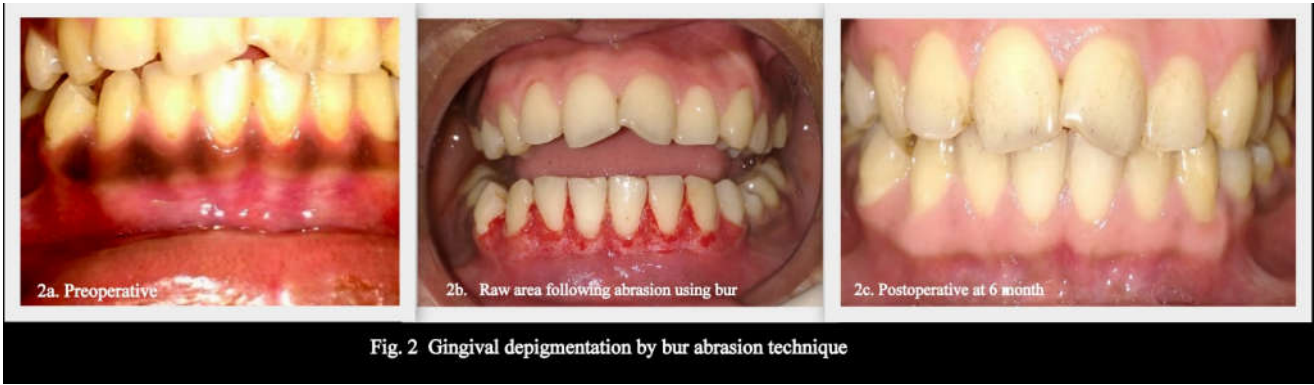 2a. Preoperative
2b. Raw area following abrasion using bur
2c. Postoperative at 6 month
Fig. 2 Gingival depigmentation by bur abrasion technique